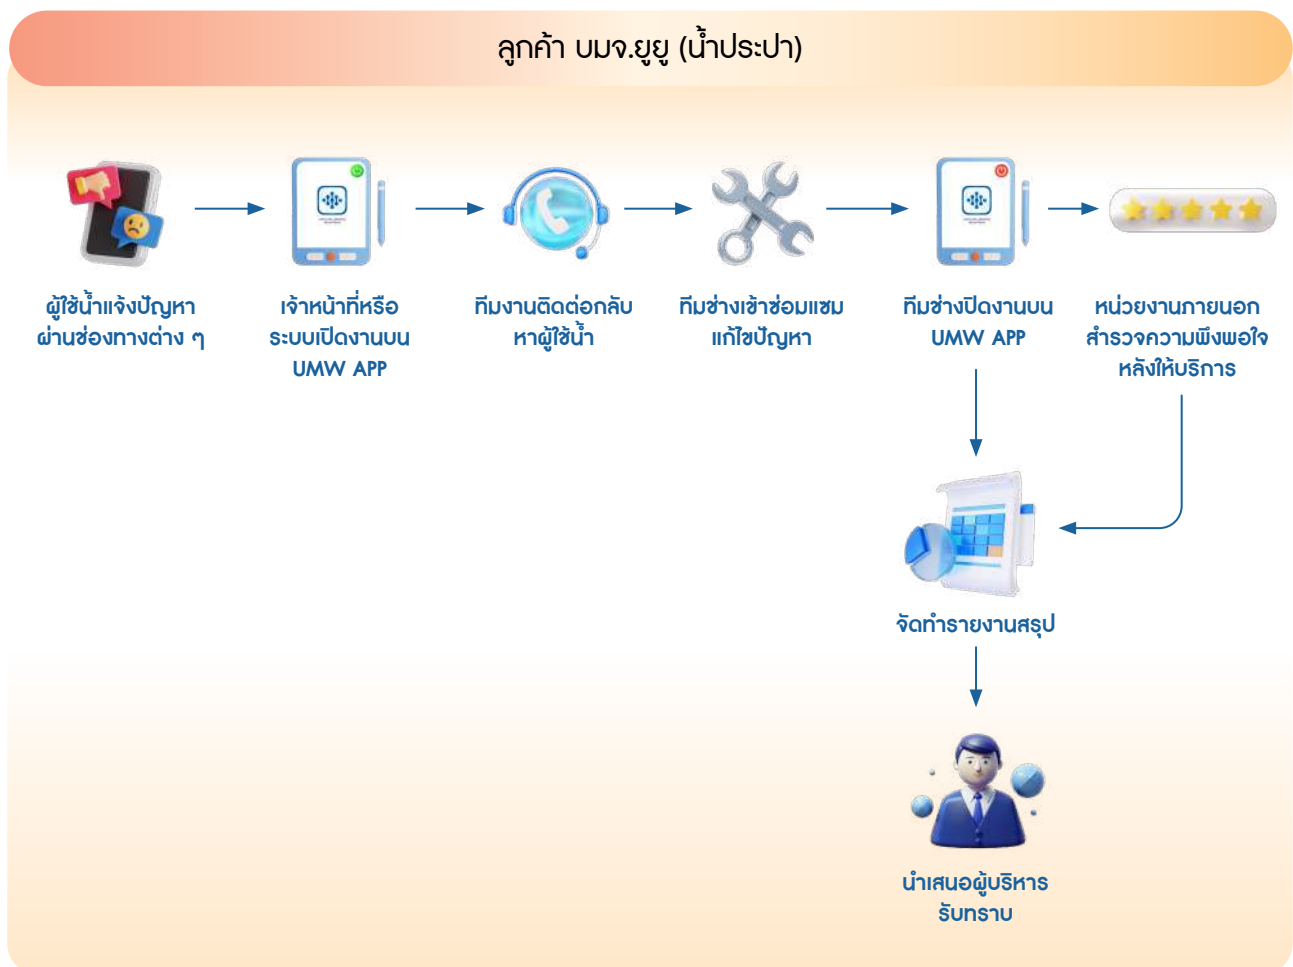 ลูกค้า บมจ.ยูยู (น้ำประปา)
ผู้ใช้น้ำแจ้งปัญหา
ผ่านช่องทางต่าง ๆ
เจ้าหน้าที่หรือ
ระบบเปิดงานบน
UMW APP
ทีมงานติดต่อกลับ
หาผู้ใช้น้ำ
ทีมช่างเข้าซ่อมแซม
แก้ไขปัญหา
ทีมช่างปิดงานบน
UMW APP
หน่วยงานภายนอก
สำรวจความพึงพอใจ
หลังให้บริการ
จัดทำรายงานสรุป
นำเสนอผู้บริหาร
รับทราบ